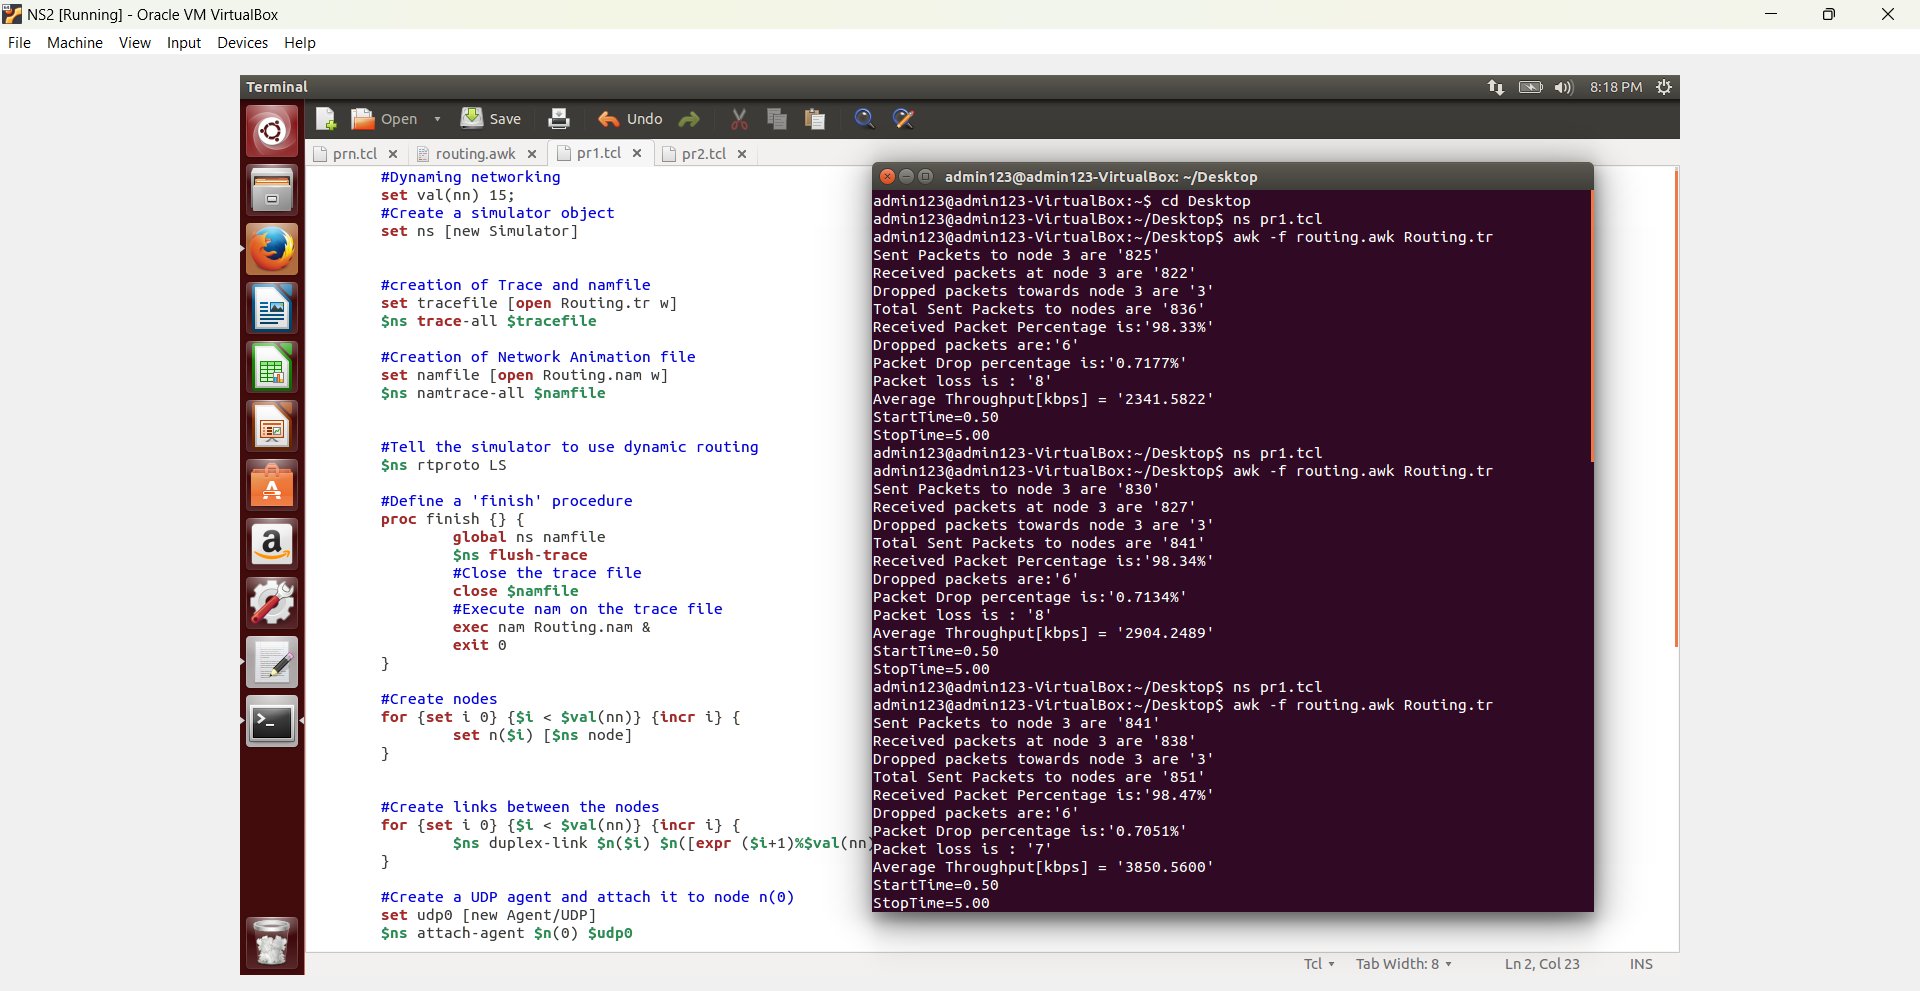 NS2 [Running] - Oracle VM VirtualBox
File Machine View Input Devices Help
Terminal
8:18 PM
Open Save Undo
prn.tcl routing.awk pr1.tcl pr2.tcl
#Dynaming networking
set val(nn) 15;
#Create a simulator object
set ns [new Simulator]
#creation of Trace and namfile
set tracefile [open Routing.tr w]
$ns trace-all $tracefile
#Creation of Network Animation file
set namfile [open Routing.nam w]
$ns namtrace-all $namfile
#Tell the simulator to use dynamic routing
$ns rtproto LS
#Define a 'finish' procedure
proc finish {} {
global ns namfile
$ns flush-trace
#Close the trace file
close $namfile
#Execute nam on the trace file
exec nam Routing.nam &
exit 0
}
#Create nodes
for {set i 0} {$i < $val(nn)} {incr i} {
set n($i) [$ns node]
}
#Create links between the nodes
for {set i 0} {$i < $val(nn)} {incr i} {
$ns duplex-link $n($i) $n([expr ($i+1)%$val(nn)
}
#Create a UDP agent and attach it to node n(0)
set udp0 [new Agent/UDP]
$ns attach-agent $n(0) $udp0
admin123@admin123-VirtualBox: ~/Desktop
admin123@admin123-VirtualBox:~$ cd Desktop
admin123@admin123-VirtualBox:~/Desktop$ ns pr1.tcl
admin123@admin123-VirtualBox:~/Desktop$ awk -f routing.awk Routing.tr
Sent Packets to node 3 are '825'
Received packets at node 3 are '822'
Dropped packets towards node 3 are '3'
Total Sent Packets to nodes are '836'
Received Packet Percentage is:'98.33%'
Dropped packets are:'6'
Packet Drop percentage is:'0.7177%'
Packet loss is : '8'
Average Throughput[kbps] = '2341.5822'
StartTime=0.50
StopTime=5.00
admin123@admin123-VirtualBox:~/Desktop$ ns pr1.tcl
admin123@admin123-VirtualBox:~/Desktop$ awk -f routing.awk Routing.tr
Sent Packets to node 3 are '830'
Received packets at node 3 are '827'
Dropped packets towards node 3 are '3'
Total Sent Packets to nodes are '841'
Received Packet Percentage is:'98.34%'
Dropped packets are:'6'
Packet Drop percentage is:'0.7134%'
Packet loss is : '8'
Average Throughput[kbps] = '2904.2489'
StartTime=0.50
StopTime=5.00
admin123@admin123-VirtualBox:~/Desktop$ ns pr1.tcl
admin123@admin123-VirtualBox:~/Desktop$ awk -f routing.awk Routing.tr
Sent Packets to node 3 are '841'
Received packets at node 3 are '838'
Dropped packets towards node 3 are '3'
Total Sent Packets to nodes are '851'
Received Packet Percentage is:'98.47%'
Dropped packets are:'6'
Packet Drop percentage is:'0.7051%'
Packet loss is : '7'
Average Throughput[kbps] = '3850.5600'
StartTime=0.50
StopTime=5.00
Tcl Tab Width: 8 Ln 2, Col 23 INS